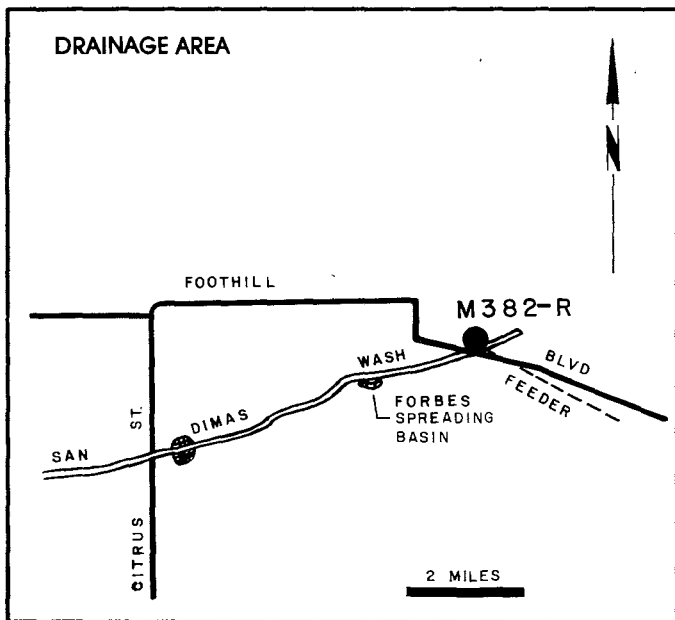 DRAINAGE AREA
N
FOOTHILL
M382-R
BLVD
FEEDER
WASH
FORBES
SPREADING
BASIN
DIMAS
SAN
ST.
CITRUS
2 MILES